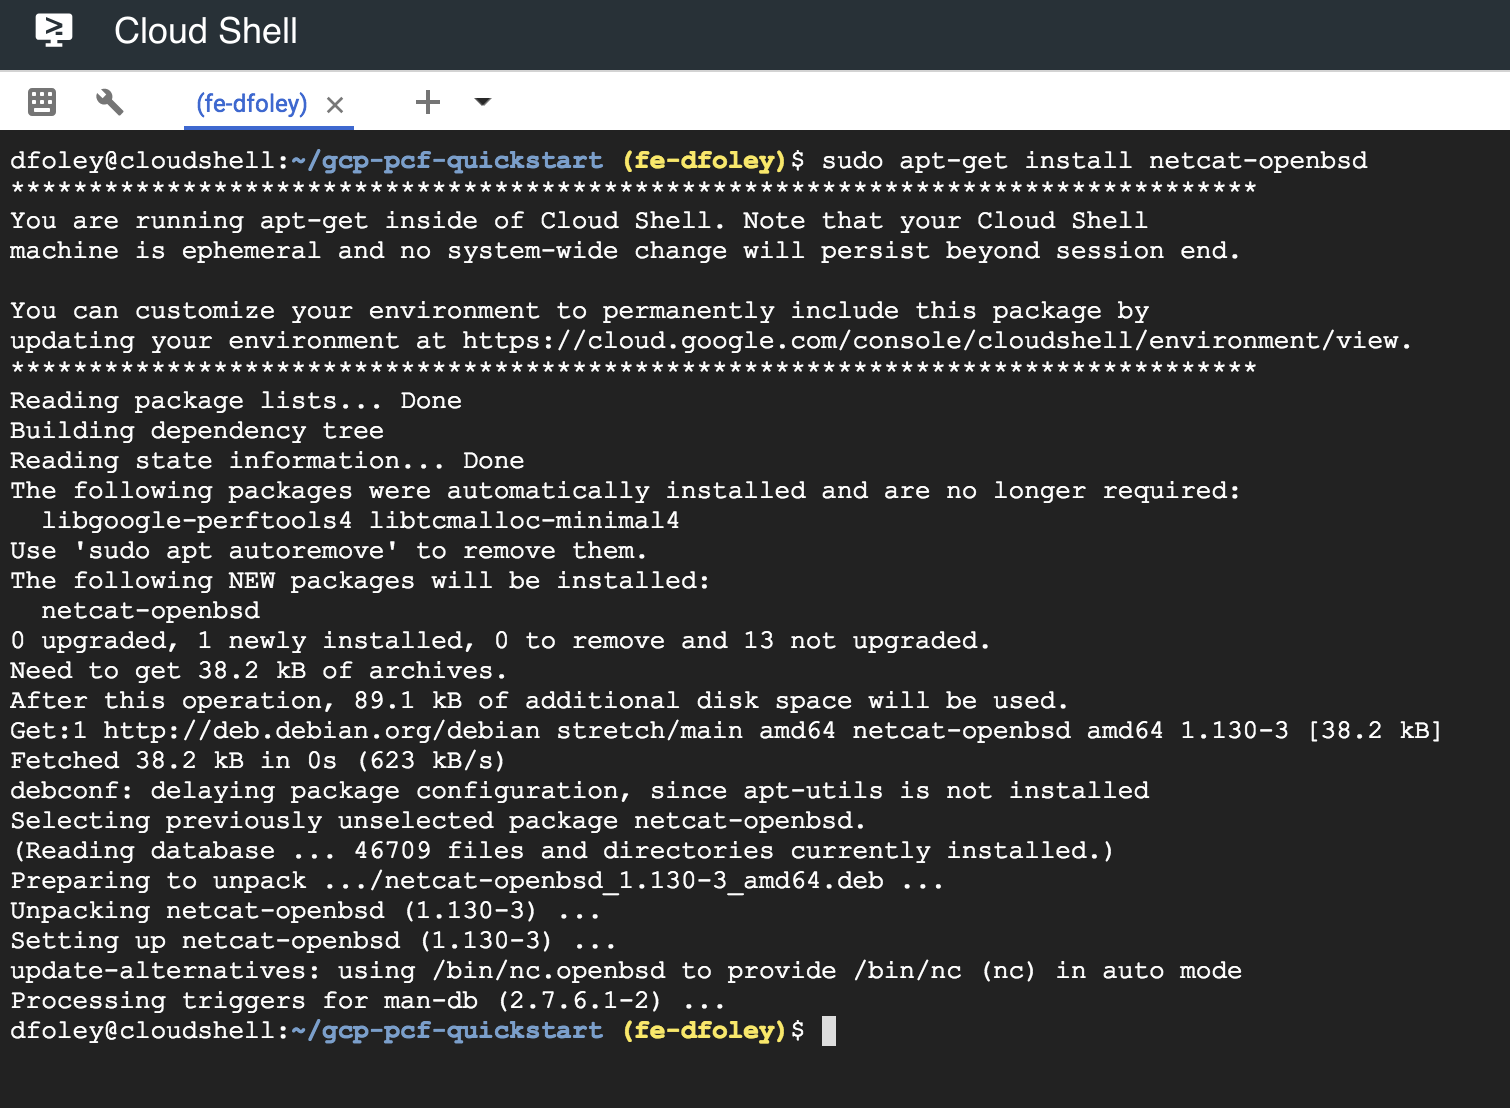 Cloud Shell
(fe-dfoley)
dfoley@cloudshell:~/gcp-pcf-quickstart (fe-dfoley)$ sudo apt-get install netcat-openbsd
********************************************************************************
You are running apt-get inside of Cloud Shell. Note that your Cloud Shell
machine is ephemeral and no system-wide change will persist beyond session end.
You can customize your environment to permanently include this package by
updating your environment at https://cloud.google.com/console/cloudshell/environment/view.
********************************************************************************
Reading package lists... Done
Building dependency tree
Reading state information... Done
The following packages were automatically installed and are no longer required:
  libgoogle-perftools4 libtcmalloc-minimal4
Use 'sudo apt autoremove' to remove them.
The following NEW packages will be installed:
  netcat-openbsd
0 upgraded, 1 newly installed, 0 to remove and 13 not upgraded.
Need to get 38.2 kB of archives.
After this operation, 89.1 kB of additional disk space will be used.
Get:1 http://deb.debian.org/debian stretch/main amd64 netcat-openbsd amd64 1.130-3 [38.2 kB]
Fetched 38.2 kB in 0s (623 kB/s)
debconf: delaying package configuration, since apt-utils is not installed
Selecting previously unselected package netcat-openbsd.
(Reading database ... 46709 files and directories currently installed.)
Preparing to unpack .../netcat-openbsd_1.130-3_amd64.deb ...
Unpacking netcat-openbsd (1.130-3) ...
Setting up netcat-openbsd (1.130-3) ...
update-alternatives: using /bin/nc.openbsd to provide /bin/nc (nc) in auto mode
Processing triggers for man-db (2.7.6.1-2) ...
dfoley@cloudshell:~/gcp-pcf-quickstart (fe-dfoley)$